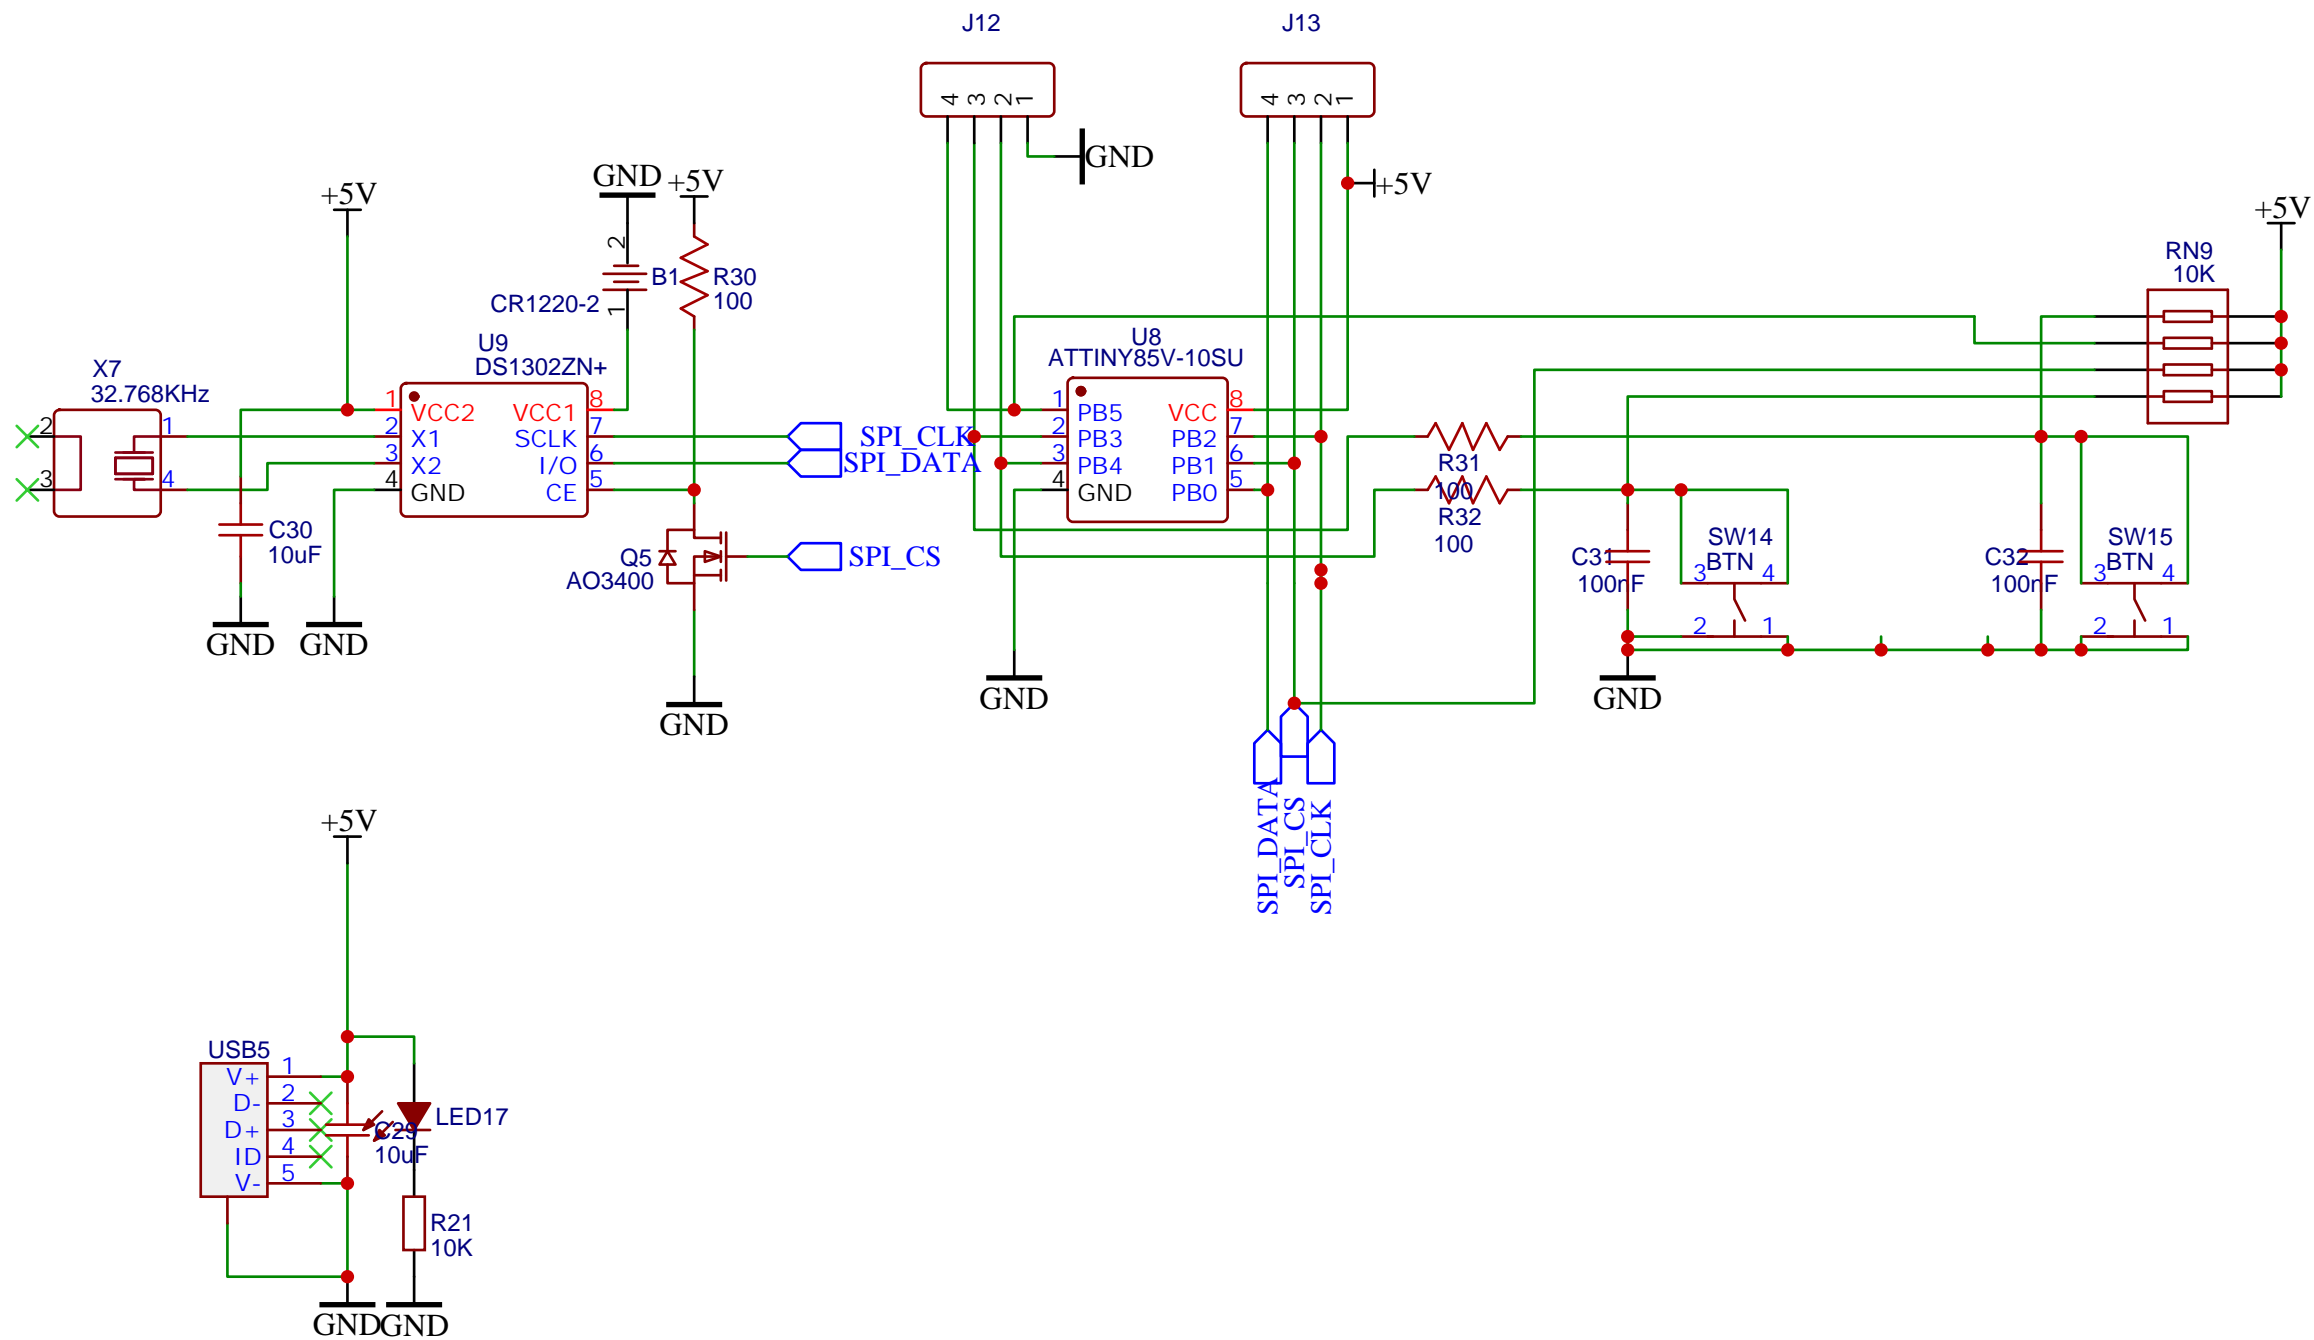 J12
J13
4 3 2 1
4 3 2 1
GND
+5V
+5V
GND
+5V
+5V
2
B1
1
CR1220-2
R30
100
RN9
10K
X7
32.768KHz
2
3
1
4
U9
DS1302ZN+
1 VCC2
2 X1
3 X2
4 GND
VCC1 8
SCLK 7
I/O 6
CE 5
SPI_CLK
SPI_DATA
U8
ATTINY85V-10SU
1 PB5
2 PB3
3 PB4
4 GND
VCC 8
PB2 7
PB1 6
PB0 5
R31
100
R32
100
C30
10uF
Q5
AO3400
SPI_CS
C31
100nF
SW14
BTN
3 4
2 1
C32
100nF
SW15
BTN
3 4
2 1
GND
GND
GND
GND
GND
SPI_DATA
SPI_CS
SPI_CLK
+5V
USB5
V+ 1
D- 2
D+ 3
ID 4
V- 5
C29
10uF
LED17
R21
10K
GND
GND